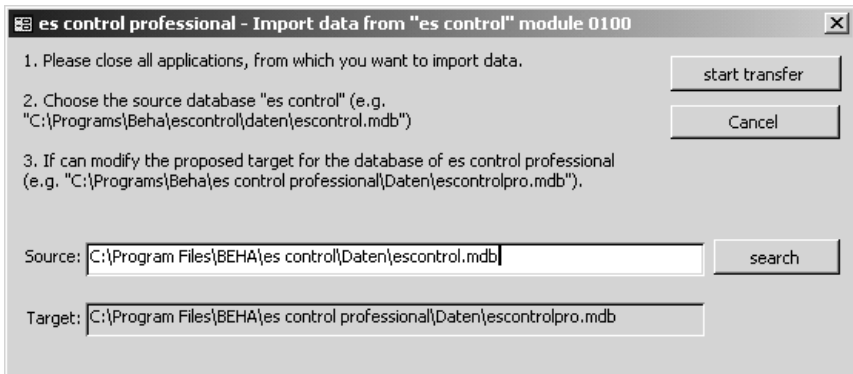 es control professional - Import data from "es control" module 0100
1. Please close all applications, from which you want to import data.
start transfer
2. Choose the source database "es control" (e.g.
"C:\Programs\Beha\escontrol\daten\escontrol.mdb")
Cancel
3. If can modify the proposed target for the database of es control professional
(e.g. "C:\Programs\Beha\es control professional\Daten\escontrolpro.mdb").
Source: C:\Program Files\BEHA\es control\Daten\escontrol.mdb
search
Target: C:\Program Files\BEHA\es control professional\Daten\escontrolpro.mdb